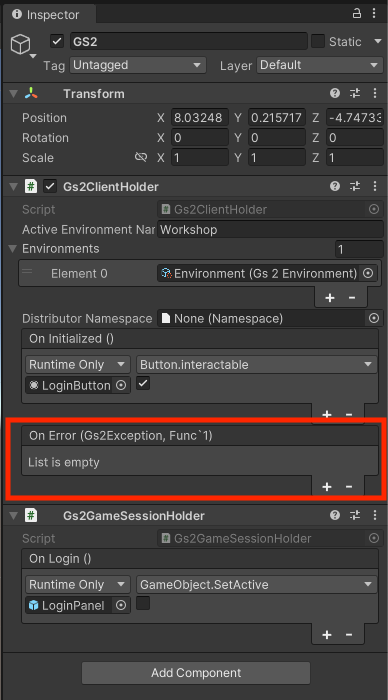 Inspector
GS2
Static
Tag Untagged Layer Default
Transform
Position X 8.03248 Y 0.215717 Z -4.74733
Rotation X 0 Y 0 Z 0
Scale X 1 Y 1 Z 1
Gs2ClientHolder
Script Gs2ClientHolder
Active Environment Nar Workshop
Environments 1
Element 0 Environment (Gs 2 Environment)
+ -
Distributor Namespace None (Namespace)
On Initialized ()
Runtime Only Button.interactable
LoginButton
+ -
On Error (Gs2Exception, Func`1)
List is empty
+ -
Gs2GameSessionHolder
Script Gs2GameSessionHolder
On Login ()
Runtime Only GameObject.SetActive
LoginPanel
+ -
Add Component